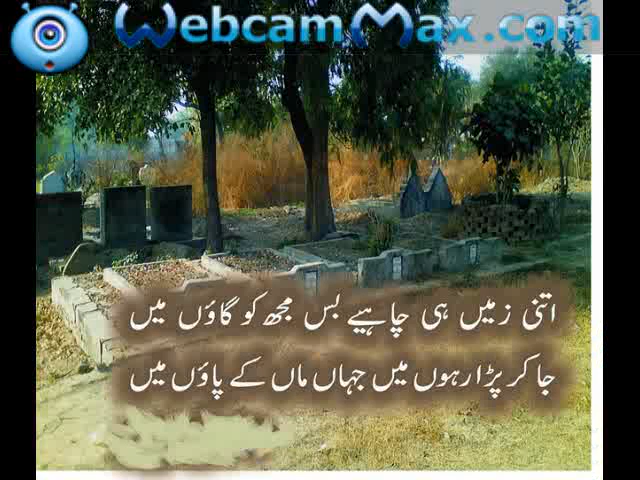 WebcamMax.com
اتنی زمیں ہی چاہیے بس مجھ کو گاؤں میں
جا کر پڑا رہوں میں جہاں ماں کے پاؤں میں